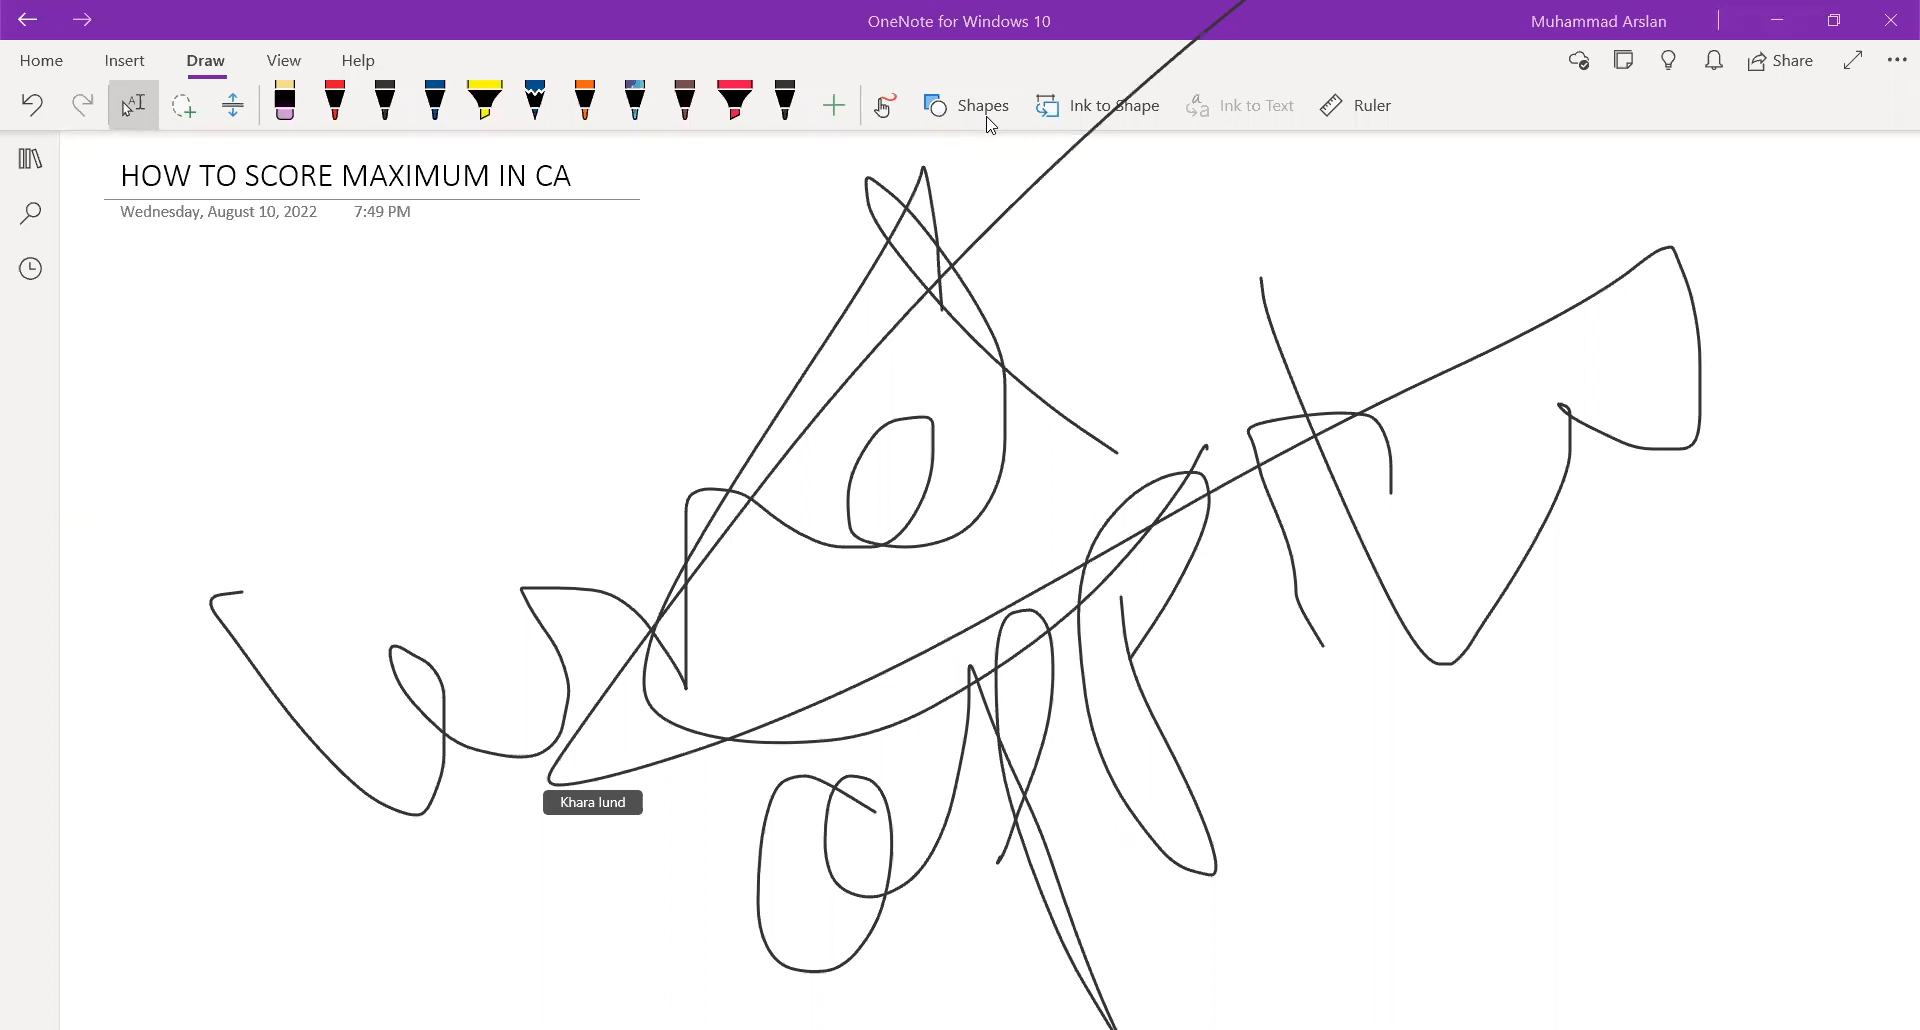 OneNote for Windows 10
Muhammad Arslan
Home Insert Draw View Help
Share
Shapes Ink to Shape Ink to Text Ruler
HOW TO SCORE MAXIMUM IN CA
Wednesday, August 10, 2022 7:49 PM
Khara lund